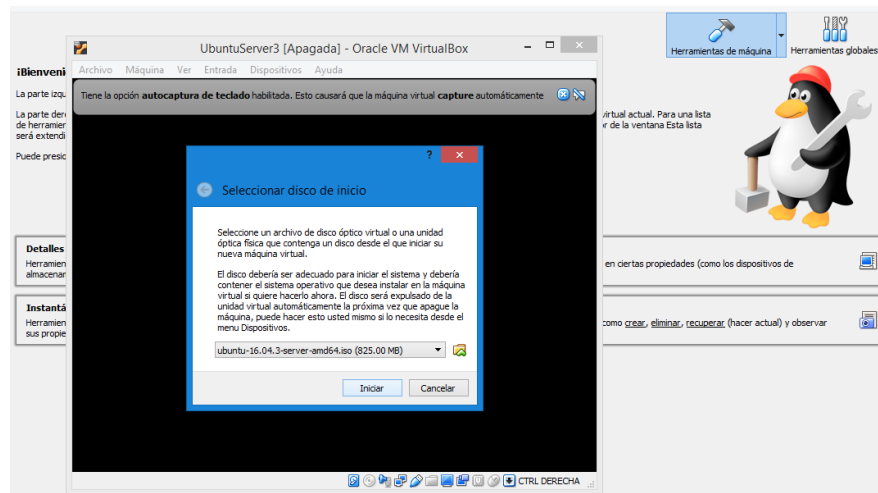 Herramientas de máquina
Herramientas globales
UbuntuServer3 [Apagada] - Oracle VM VirtualBox
Archivo Máquina Ver Entrada Dispositivos Ayuda
Tiene la opción autocaptura de teclado habilitada. Esto causará que la máquina virtual capture automáticamente
¡Bienveni
La parte izqu
La parte der
de herramier
será extendi
Puede presio
virtual actual. Para una lista
r de la ventana Esta lista
?
Seleccionar disco de inicio
Seleccione un archivo de disco óptico virtual o una unidad
óptica física que contenga un disco desde el que iniciar su
nueva máquina virtual.
El disco debería ser adecuado para iniciar el sistema y debería
contener el sistema operativo que desea instalar en la máquina
virtual si quiere hacerlo ahora. El disco será expulsado de la
unidad virtual automáticamente la próxima vez que apague la
máquina, puede hacer esto usted mismo si lo necesita desde el
menu Dispositivos.
ubuntu-16.04.3-server-amd64.iso (825.00 MB)
Iniciar Cancelar
Detalles
Herramien
almacenar
en ciertas propiedades (como los dispositivos de
Instantá
Herramien
sus propie
como crear, eliminar, recuperar (hacer actual) y observar
CTRL DERECHA